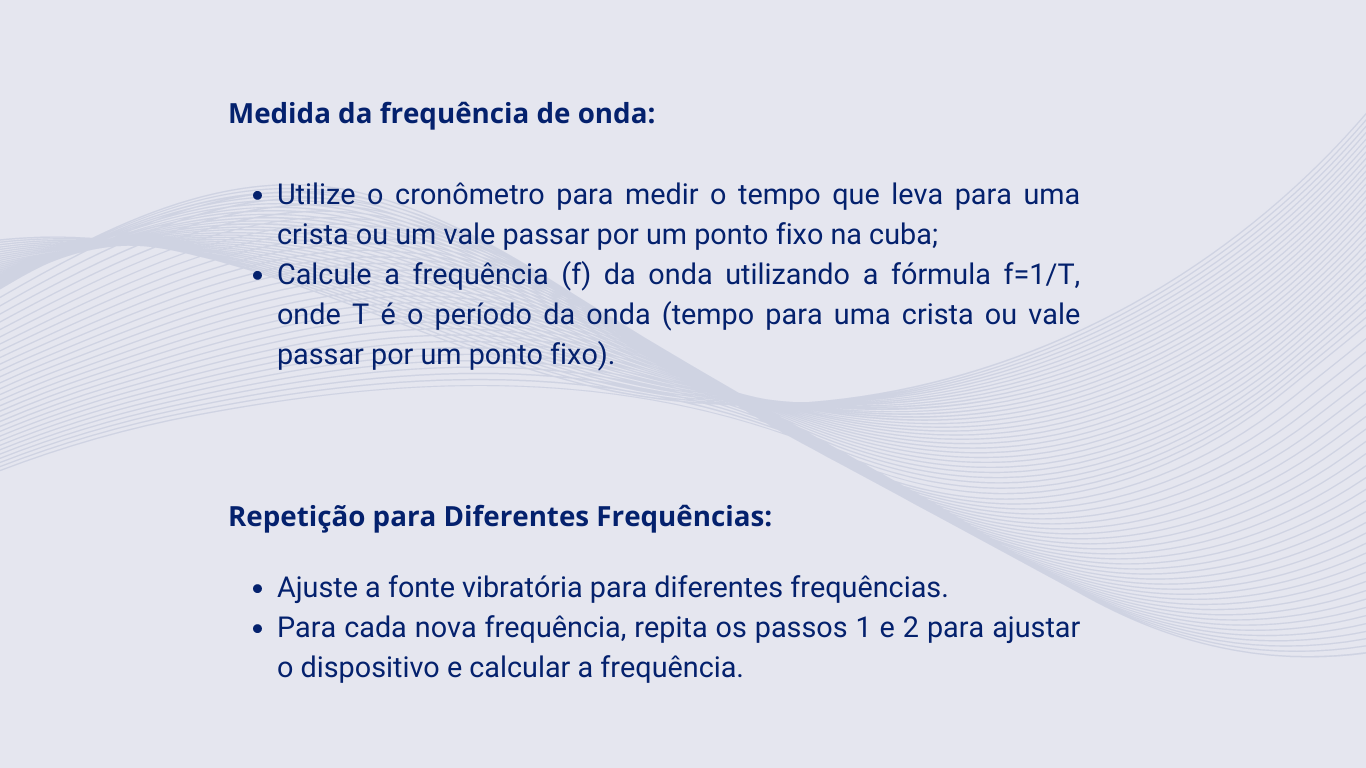 Medida da frequência de onda:
• Utilize o cronômetro para medir o tempo que leva para uma
crista ou um vale passar por um ponto fixo na cuba;
• Calcule a frequência (f) da onda utilizando a fórmula f=1/T,
onde T é o período da onda (tempo para uma crista ou vale
passar por um ponto fixo).
Repetição para Diferentes Frequências:
• Ajuste a fonte vibratória para diferentes frequências.
• Para cada nova frequência, repita os passos 1 e 2 para ajustar
o dispositivo e calcular a frequência.